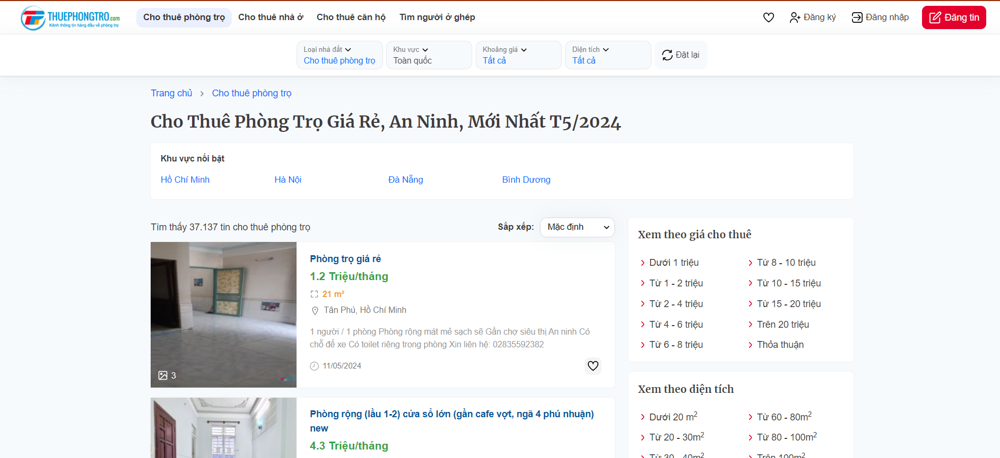 THUEPHONGTRO.com
Kênh thông tin hàng đầu về phòng trọ
Cho thuê phòng trọ
Cho thuê nhà ở
Cho thuê căn hộ
Tìm người ở ghép
Đăng ký
Đăng nhập
Đăng tin
Loại nhà đất
Cho thuê phòng trọ
Khu vực
Toàn quốc
Khoảng giá
Tất cả
Diện tích
Tất cả
Đặt lại
Trang chủ
Cho thuê phòng trọ
Cho Thuê Phòng Trọ Giá Rẻ, An Ninh, Mới Nhất T5/2024
Khu vực nổi bật
Hồ Chí Minh
Hà Nội
Đà Nẵng
Bình Dương
Tìm thấy 37.137 tin cho thuê phòng trọ
Sắp xếp:
Mặc định
Phòng trọ giá rẻ
1.2 Triệu/tháng
21 m²
Tân Phú, Hồ Chí Minh
1 người / 1 phòng Phòng rộng mát mẻ sạch sẽ Gần chợ siêu thị An ninh Có
chỗ để xe Có toilet riêng trong phòng Xin liên hệ: 02835592382
11/05/2024
3
Phòng rộng (lầu 1-2) cửa sổ lớn (gần cafe vợt, ngã 4 phú nhuận)
new
4.3 Triệu/tháng
Xem theo giá cho thuê
Dưới 1 triệu
Từ 8 - 10 triệu
Từ 1 - 2 triệu
Từ 10 - 15 triệu
Từ 2 - 4 triệu
Từ 15 - 20 triệu
Từ 4 - 6 triệu
Trên 20 triệu
Từ 6 - 8 triệu
Thỏa thuận
Xem theo diện tích
Dưới 20 m²
Từ 60 - 80m²
Từ 20 - 30m²
Từ 80 - 100m²
Từ 30 - 40m²
Trên 100m²